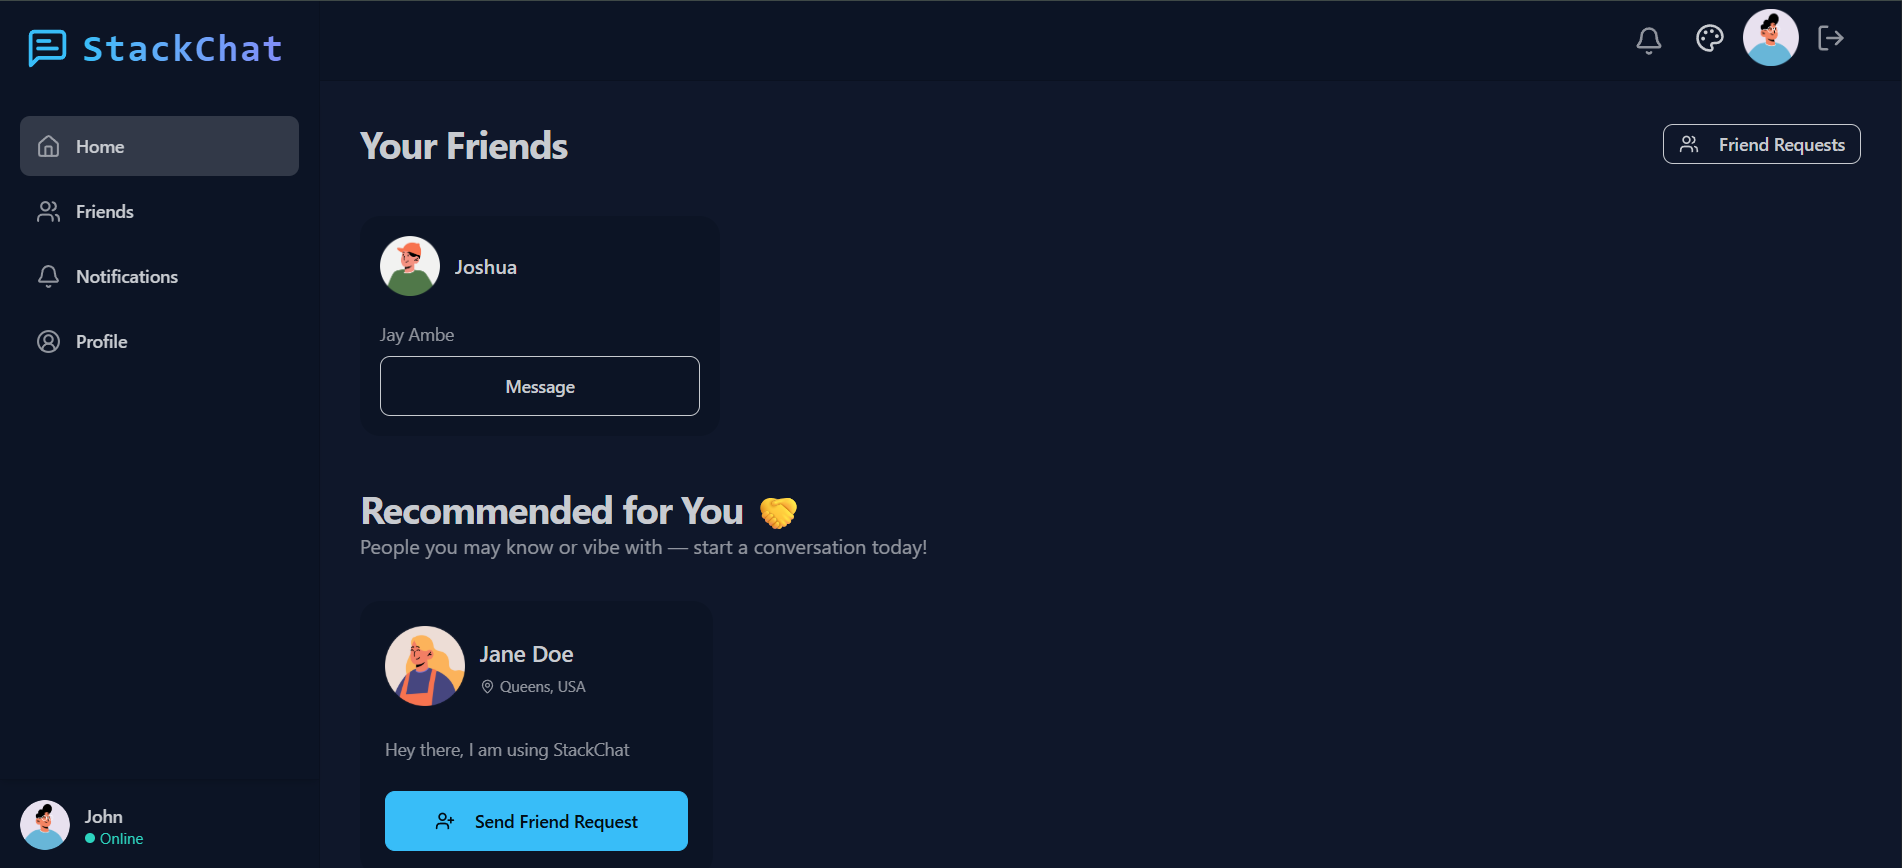 StackChat
Home
Friends
Notifications
Profile
John
Online
Your Friends
Friend Requests
Joshua
Jay Ambe
Message
Recommended for You 🤝
People you may know or vibe with — start a conversation today!
Jane Doe
Queens, USA
Hey there, I am using StackChat
Send Friend Request